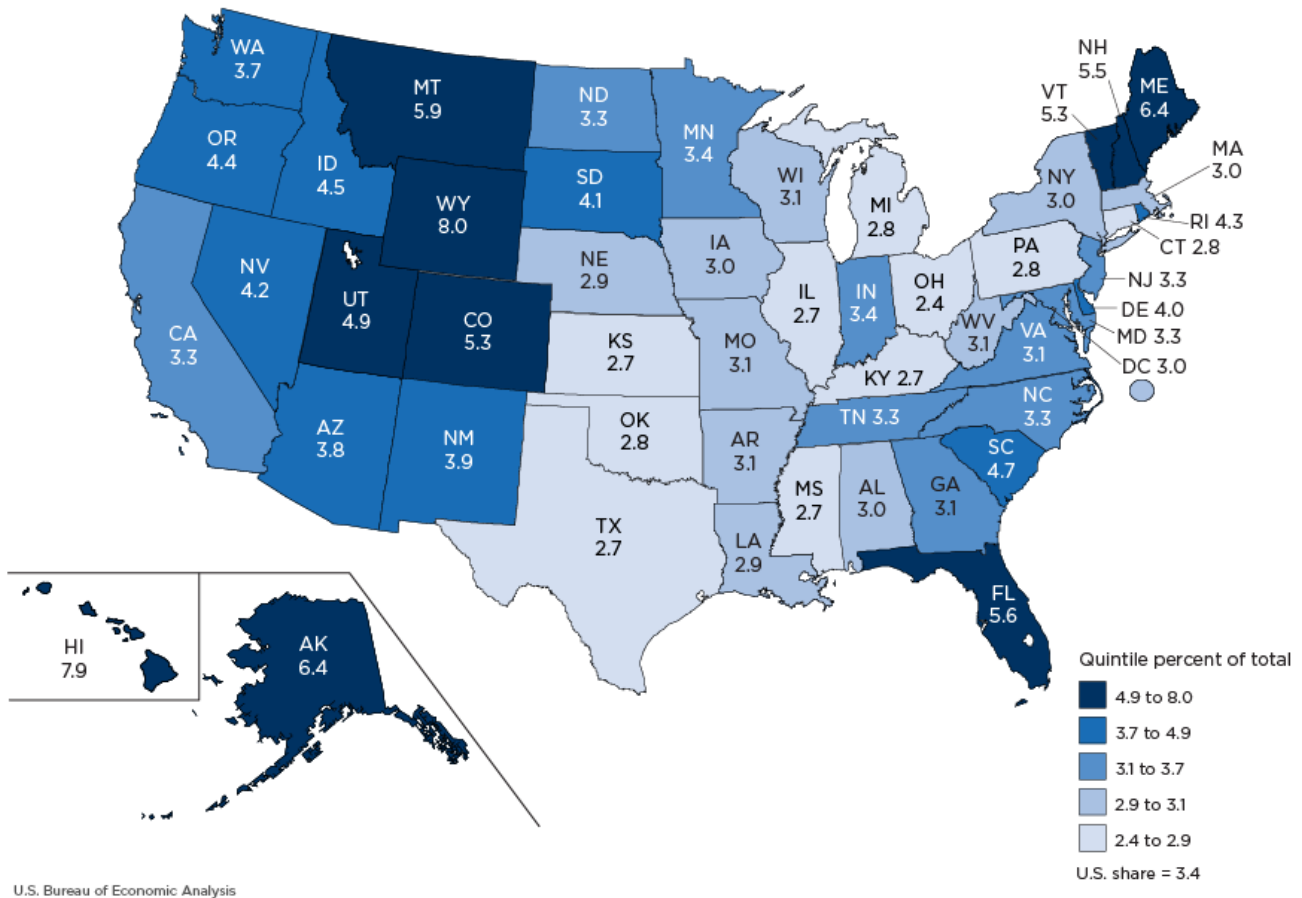 WA
3.7
MT
5.9
ND
3.3
MN
3.4
NH
5.5
VT
5.3
ME
6.4
OR
4.4
ID
4.5
WY
8.0
SD
4.1
WI
3.1
MI
2.8
NY
3.0
MA
3.0
RI 4.3
CT 2.8
NV
4.2
UT
4.9
CO
5.3
NE
2.9
IA
3.0
IL
2.7
IN
3.4
OH
2.4
PA
2.8
NJ 3.3
DE 4.0
MD 3.3
DC 3.0
CA
3.3
KS
2.7
MO
3.1
KY 2.7
WV
3.1
VA
3.1
AZ
3.8
NM
3.9
OK
2.8
AR
3.1
TN 3.3
NC
3.3
SC
4.7
TX
2.7
LA
2.9
MS
2.7
AL
3.0
GA
3.1
FL
5.6
HI
7.9
AK
6.4
Quintile percent of total
4.9 to 8.0
3.7 to 4.9
3.1 to 3.7
2.9 to 3.1
2.4 to 2.9
U.S. share = 3.4
U.S. Bureau of Economic Analysis